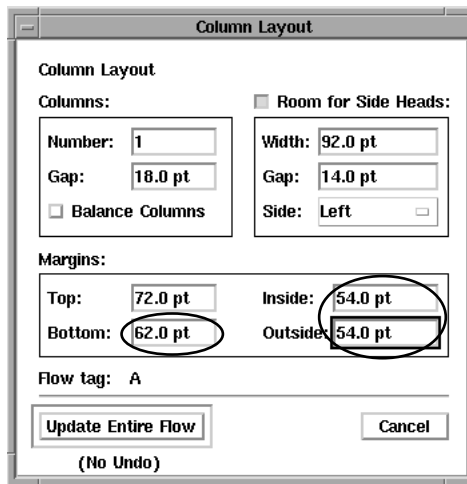 Column Layout
Column Layout
Columns:
Number: 1
Gap: 18.0 pt
Balance Columns
Room for Side Heads:
Width: 92.0 pt
Gap: 14.0 pt
Side: Left
Margins:
Top: 72.0 pt Inside: 54.0 pt
Bottom: 62.0 pt Outside: 54.0 pt
Flow tag: A
Update Entire Flow Cancel
(No Undo)